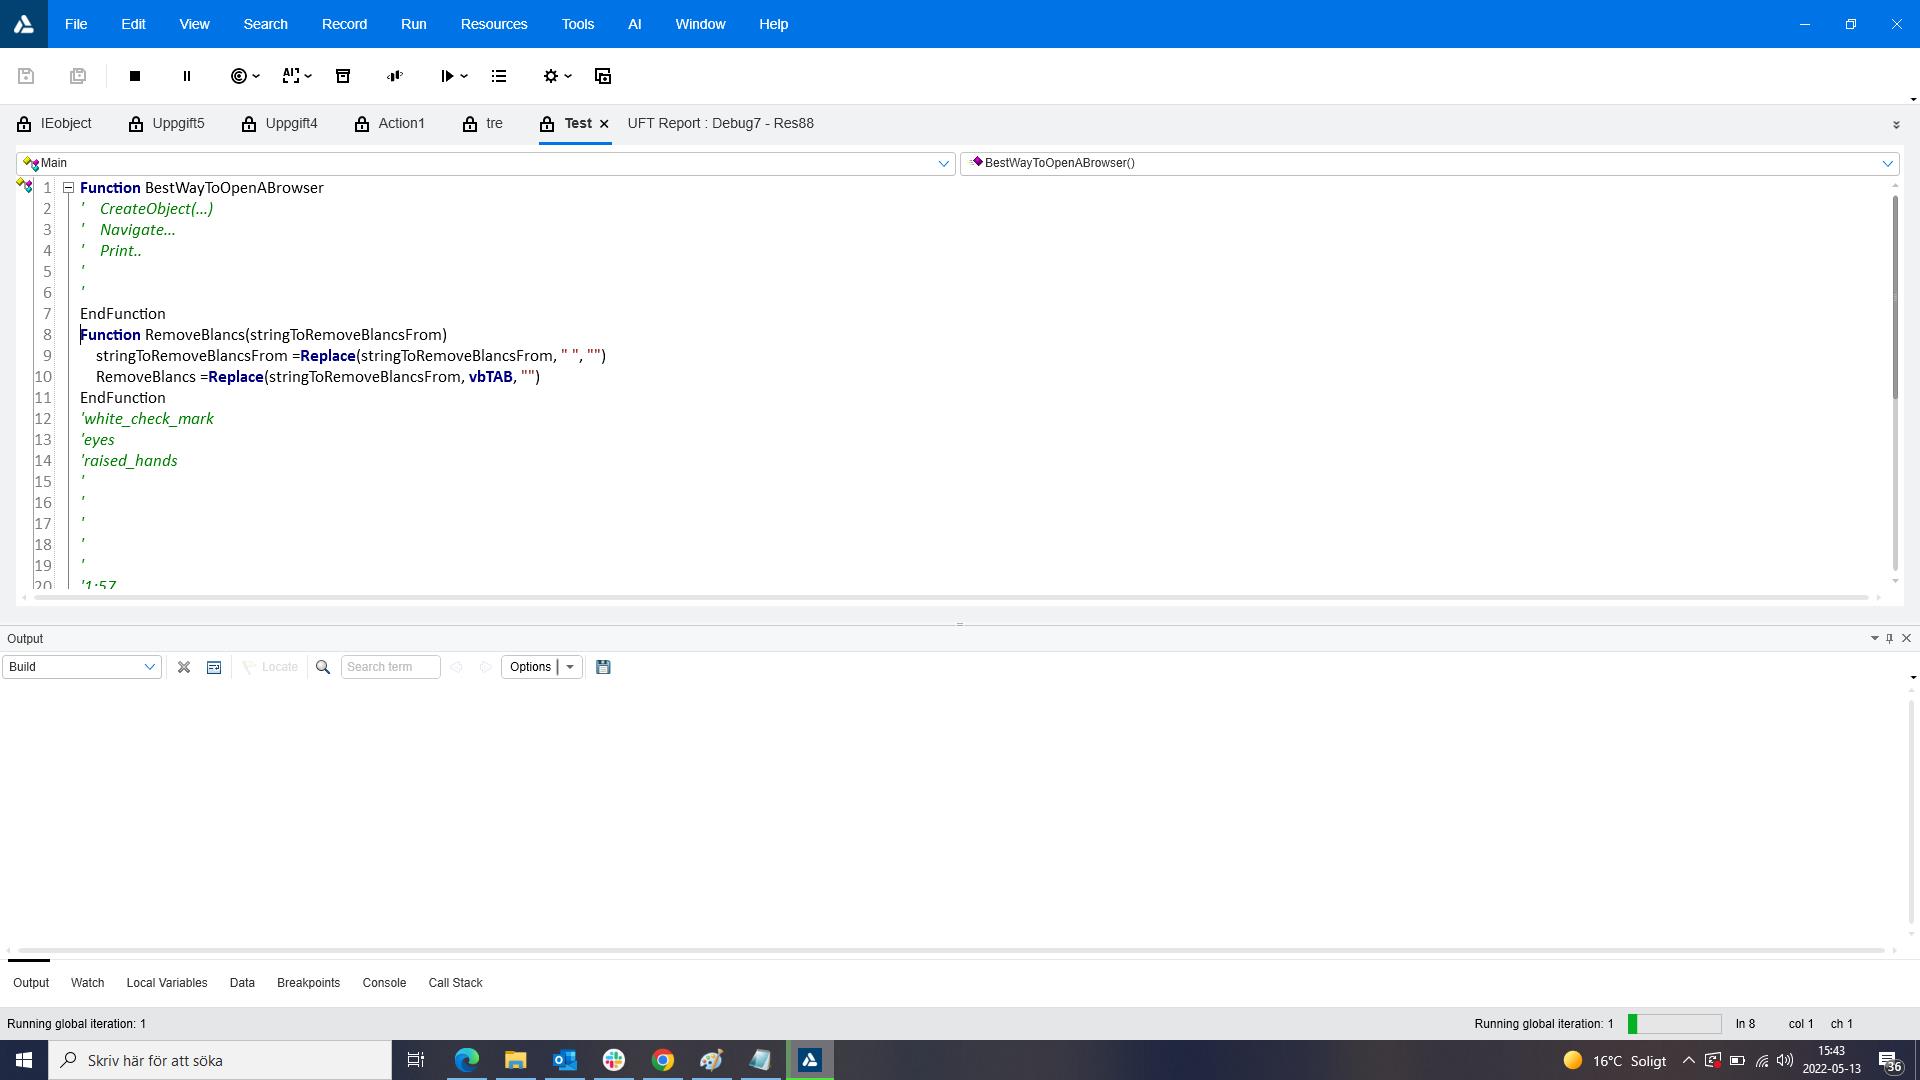 File Edit View Search Record Run Resources Tools AI Window Help
IEobject Uppgift5 Uppgift4 Action1 tre Test UFT Report : Debug7 - Res88
Main BestWayToOpenABrowser()
1 Function BestWayToOpenABrowser
2 ' CreateObject(...)
3 ' Navigate...
4 ' Print..
5 '
6 '
7 EndFunction
8 Function RemoveBlancs(stringToRemoveBlancsFrom)
9 stringToRemoveBlancsFrom =Replace(stringToRemoveBlancsFrom, " ", "")
10 RemoveBlancs =Replace(stringToRemoveBlancsFrom, vbTAB, "")
11 EndFunction
12 'white_check_mark
13 'eyes
14 'raised_hands
15 '
16 '
17 '
18 '
19 '
20 '1:57
Output
Build Locate Search term Options
Output Watch Local Variables Data Breakpoints Console Call Stack
Running global iteration: 1 Running global iteration: 1 ln 8 col 1 ch 1
Skriv här för att söka 16°C Soligt 15:43
2022-05-13 36